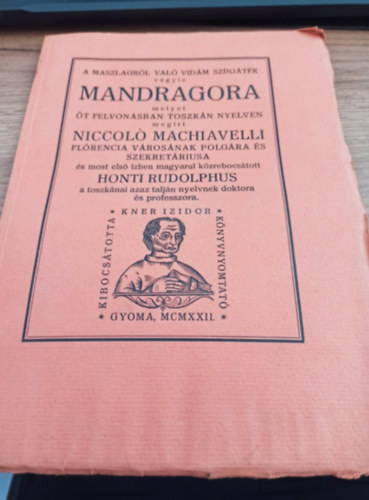 A MASZLAGRÓL VALÓ VIDÁM SZINJÁTÉK
vagyis
MANDRAGORA
melyet
ÖT FELVONÁSBAN TOSZKÁN NYELVEN
megirt
NICCOLÒ MACHIAVELLI
FLÓRENCIA VÁROSÁNAK POLGÁRA ÉS
SZEKRETÁRIUSA
és most első izben magyarul közrebocsátott
HONTI RUDOLPHUS
a toszkánai azaz talján nyelvnek doktora
és professzora.
KIBOCSÁTOTTA * KNER IZIDOR * KÖNYVNYOMTATÓ
* GYOMA, MCMXXII. *